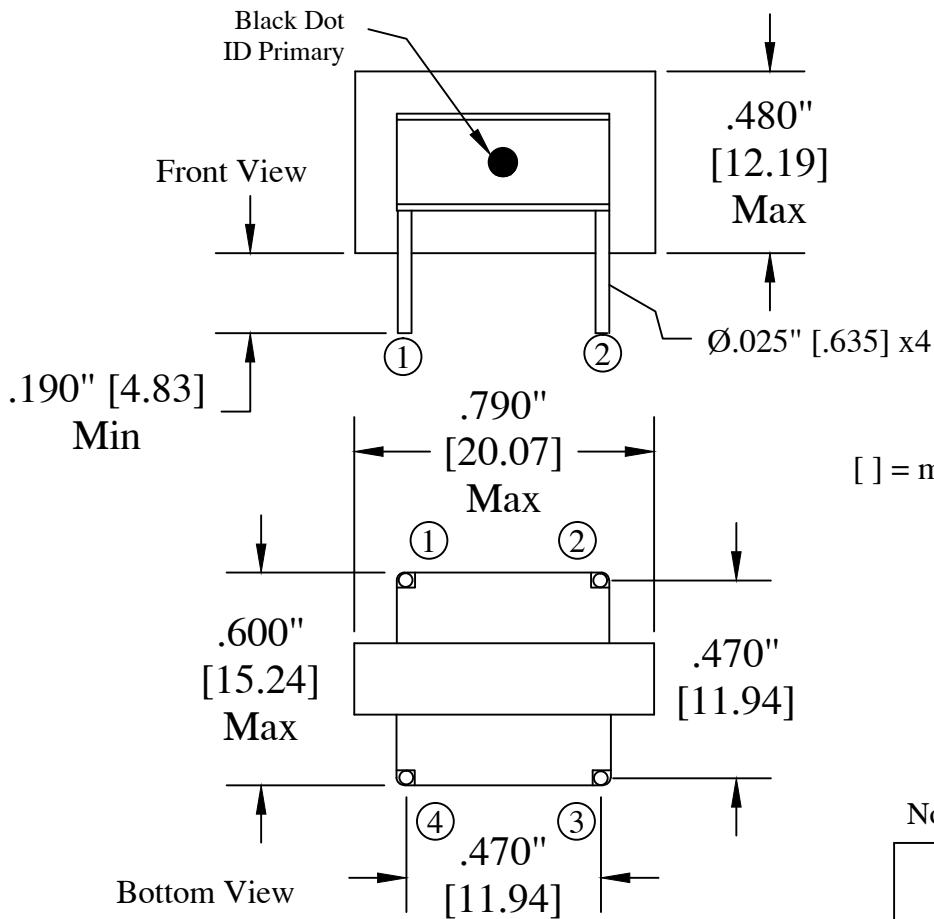 Black Dot
ID Primary
Front View
.480"
[12.19]
Max
Ø.025" [.635] x4
1
2
.190" [4.83]
Min
.790"
[20.07]
Max
[ ] = m
1
2
.600"
[15.24]
Max
.470"
[11.94]
4
3
.470"
[11.94]
Bottom View